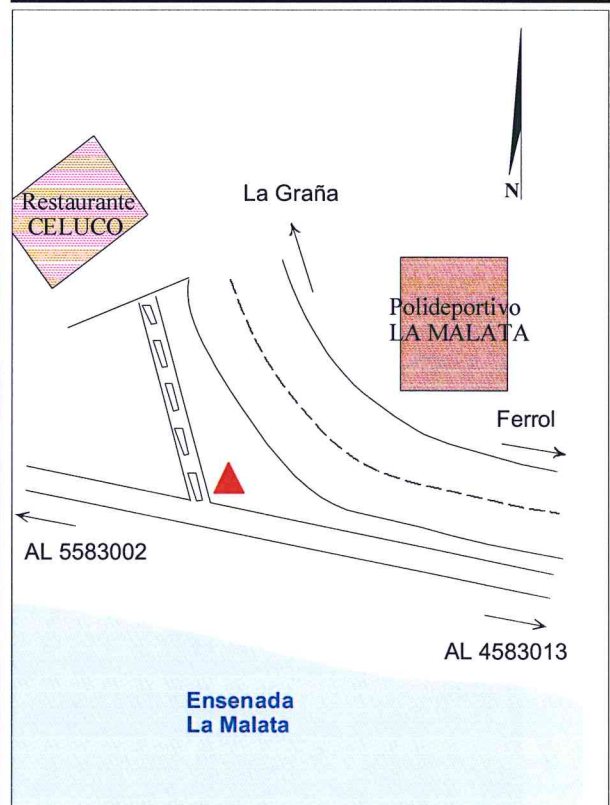 N
Restaurante
CELUCO
La Graña
Polideportivo
LA MALATA
Ferrol
AL 5583002
AL 4583013
Ensenada
La Malata